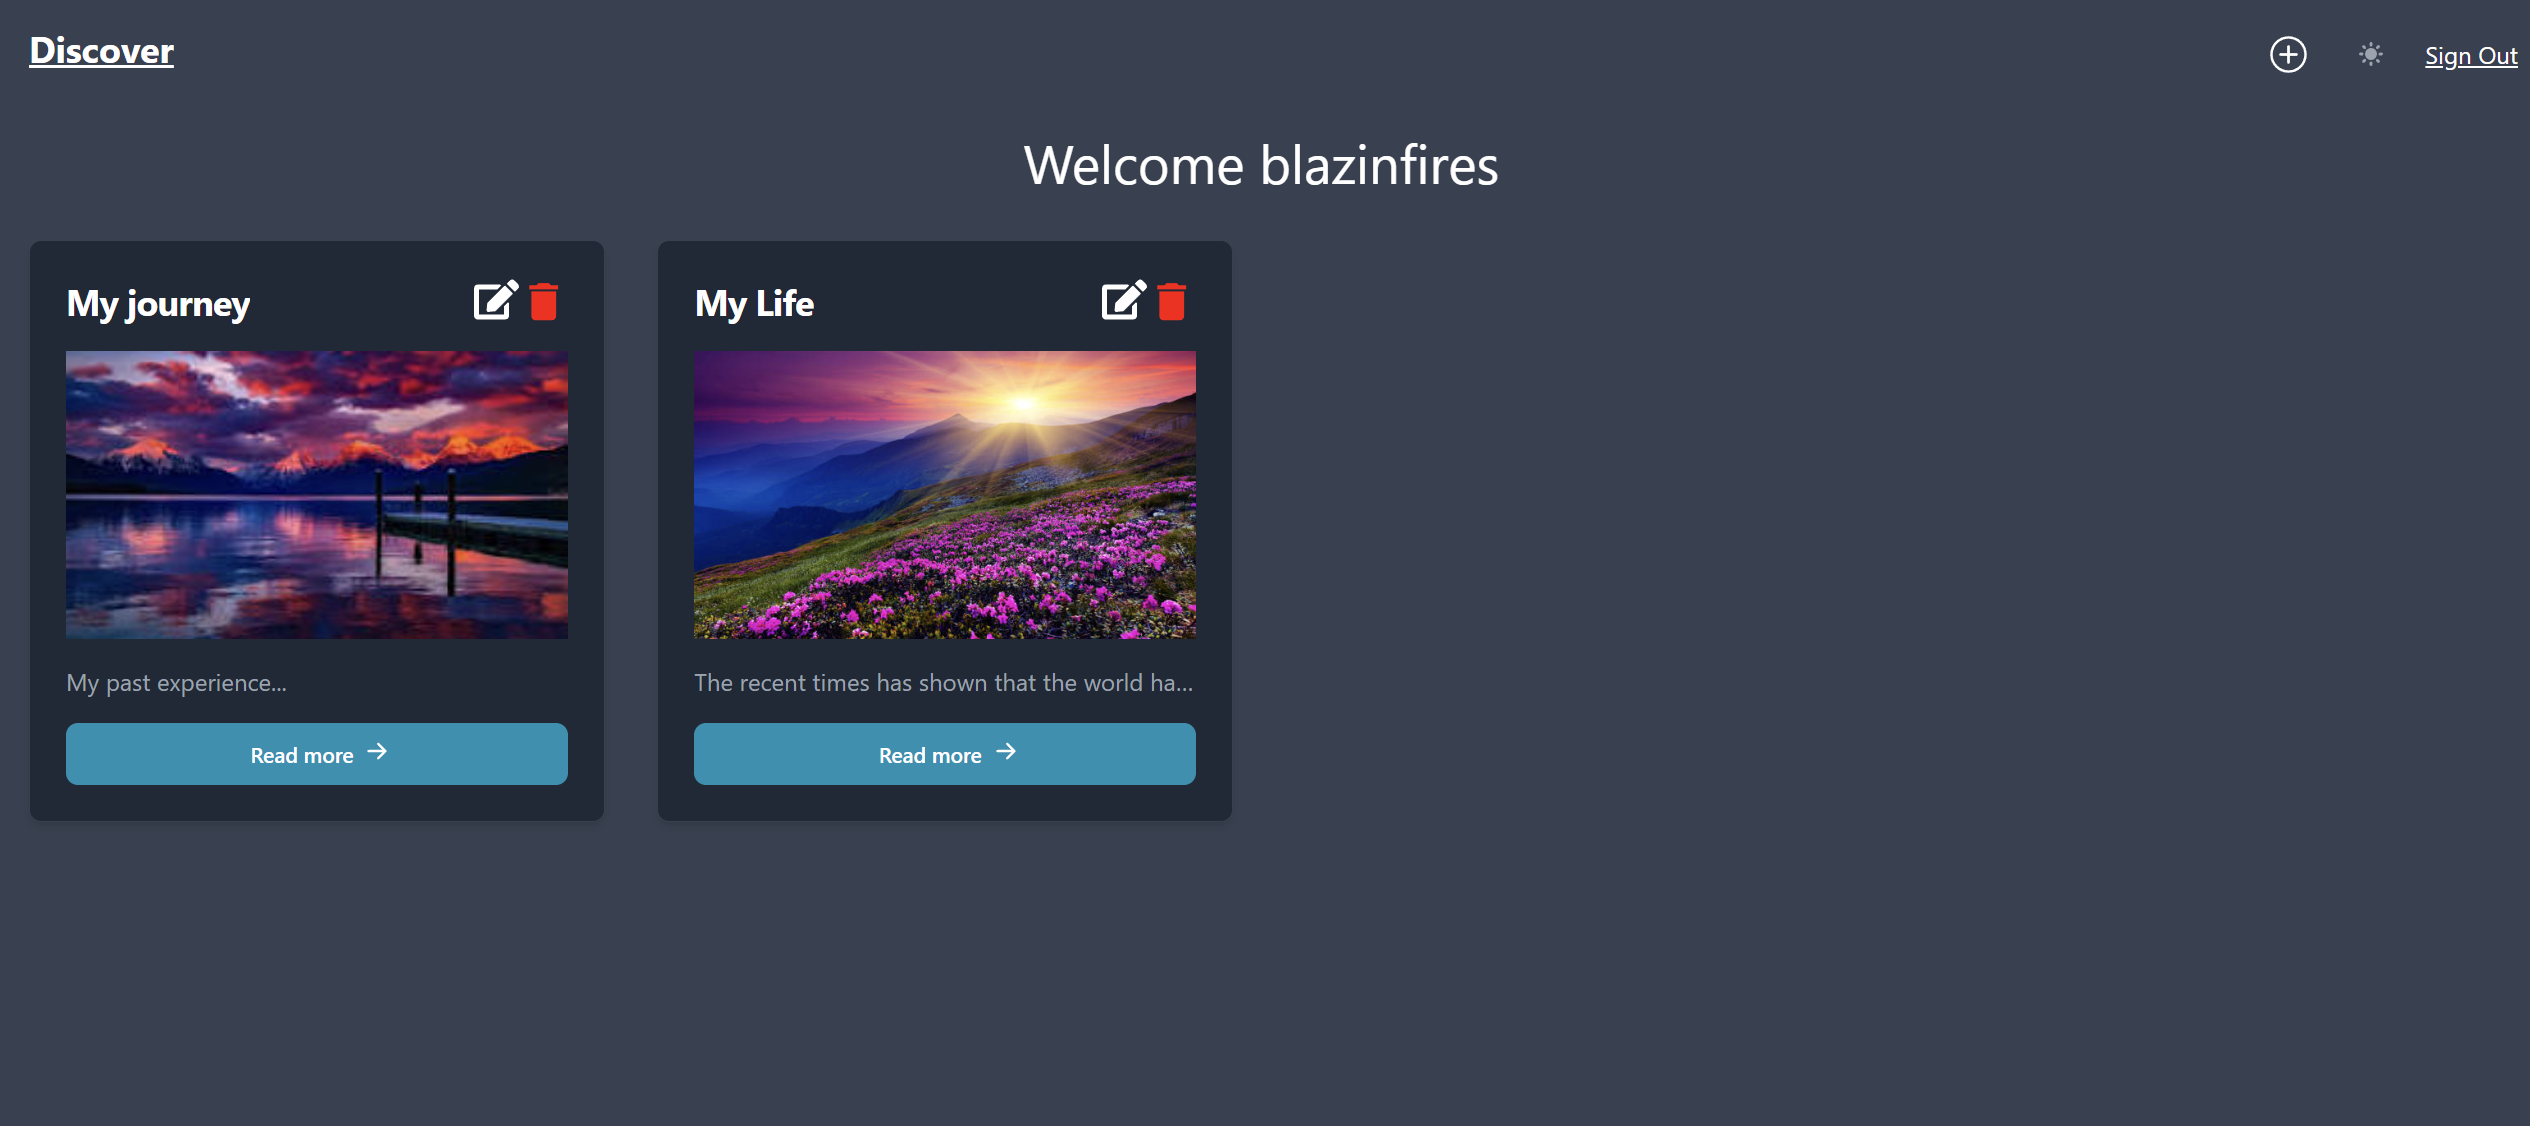 Discover
Sign Out
Welcome blazinfires
My journey
My Life
My past experience...
The recent times has shown that the world ha...
Read more
Read more